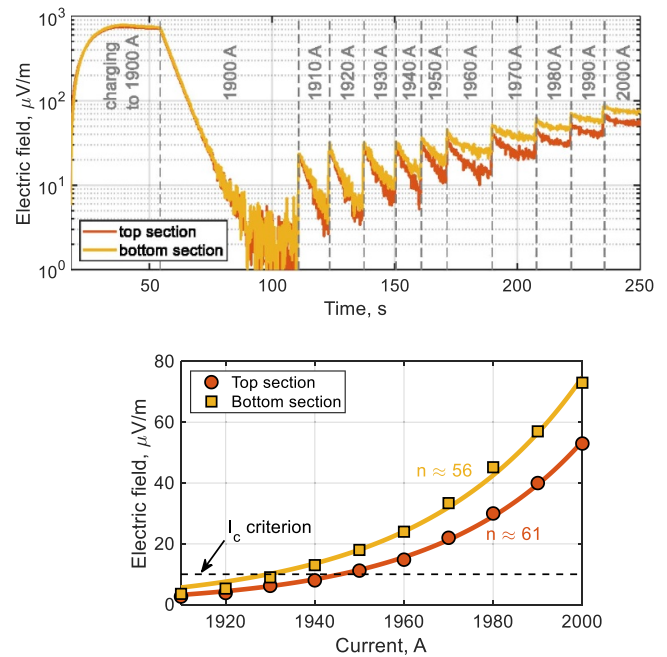 Electric field, μV/m
10³
10²
10¹
10⁰
charging
to 1900 A
1900 A
1910 A
1920 A
1930 A
1940 A
1950 A
1960 A
1970 A
1980 A
1990 A
2000 A
top section
bottom section
50
100
150
200
250
Time, s
Electric field, μV/m
80
60
40
20
0
Top section
Bottom section
n ≈ 56
n ≈ 61
I_c criterion
1920
1940
1960
1980
2000
Current, A